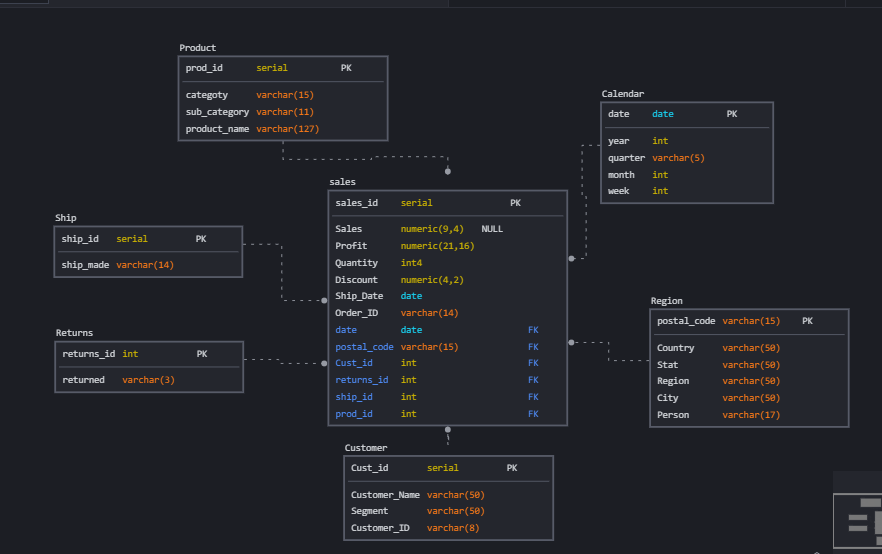 Product
prod_id serial PK
categoty varchar(15)
sub_category varchar(11)
product_name varchar(127)
Calendar
date date PK
year int
quarter varchar(5)
month int
week int
sales
sales_id serial PK
Sales numeric(9,4) NULL
Profit numeric(21,16)
Quantity int4
Discount numeric(4,2)
Ship_Date date
Order_ID varchar(14)
date date FK
postal_code varchar(15) FK
Cust_id int FK
returns_id int FK
ship_id int FK
prod_id int FK
Ship
ship_id serial PK
ship_made varchar(14)
Returns
returns_id int PK
returned varchar(3)
Region
postal_code varchar(15) PK
Country varchar(50)
Stat varchar(50)
Region varchar(50)
City varchar(50)
Person varchar(17)
Customer
Cust_id serial PK
Customer_Name varchar(50)
Segment varchar(50)
Customer_ID varchar(8)